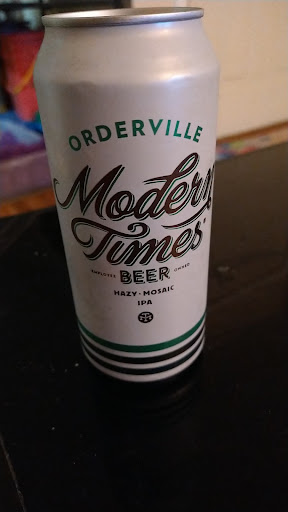 ORDERVILLE
Modern
Times
EMPLOYEE BEER OWNED
HAZY · MOSAIC
IPA